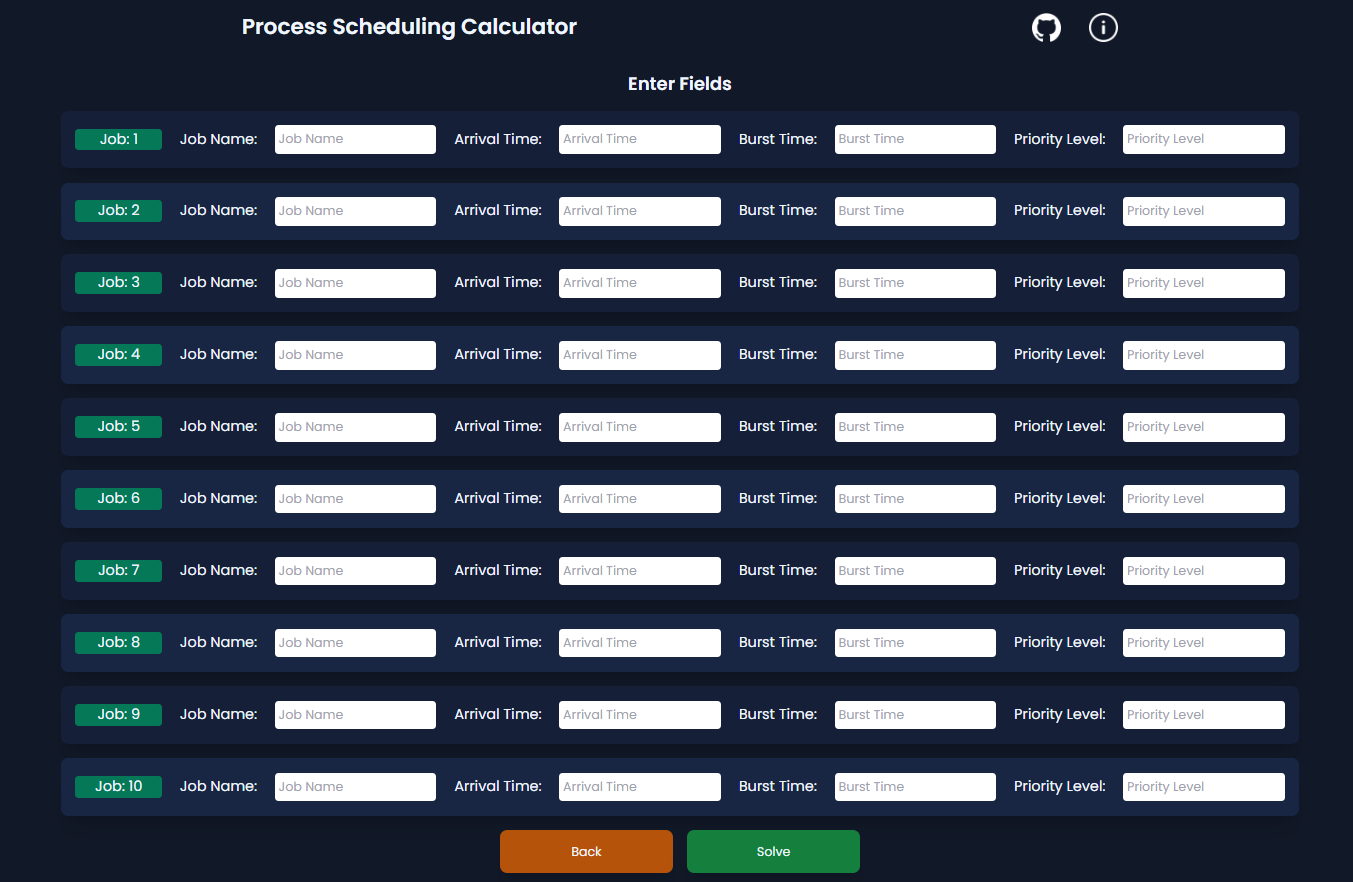 Process Scheduling Calculator
Enter Fields
Job: 1 Job Name: Job Name Arrival Time: Arrival Time Burst Time: Burst Time Priority Level: Priority Level
Job: 2 Job Name: Job Name Arrival Time: Arrival Time Burst Time: Burst Time Priority Level: Priority Level
Job: 3 Job Name: Job Name Arrival Time: Arrival Time Burst Time: Burst Time Priority Level: Priority Level
Job: 4 Job Name: Job Name Arrival Time: Arrival Time Burst Time: Burst Time Priority Level: Priority Level
Job: 5 Job Name: Job Name Arrival Time: Arrival Time Burst Time: Burst Time Priority Level: Priority Level
Job: 6 Job Name: Job Name Arrival Time: Arrival Time Burst Time: Burst Time Priority Level: Priority Level
Job: 7 Job Name: Job Name Arrival Time: Arrival Time Burst Time: Burst Time Priority Level: Priority Level
Job: 8 Job Name: Job Name Arrival Time: Arrival Time Burst Time: Burst Time Priority Level: Priority Level
Job: 9 Job Name: Job Name Arrival Time: Arrival Time Burst Time: Burst Time Priority Level: Priority Level
Job: 10 Job Name: Job Name Arrival Time: Arrival Time Burst Time: Burst Time Priority Level: Priority Level
Back Solve